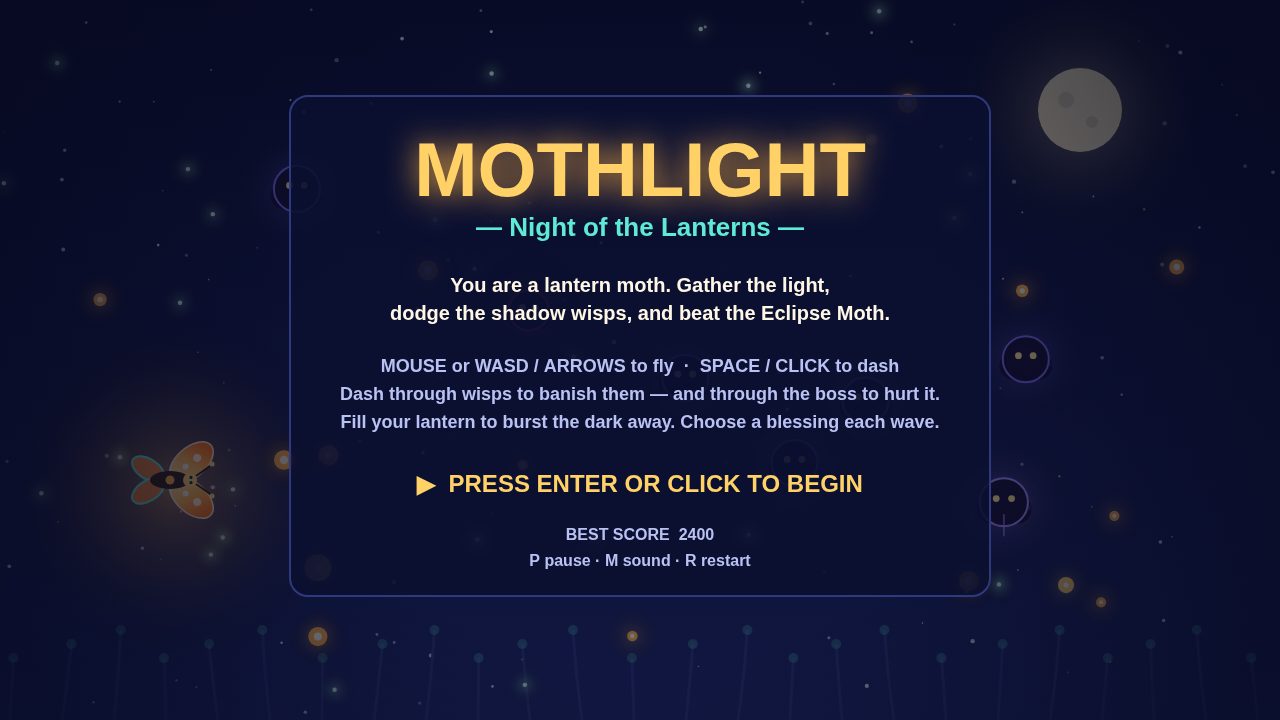 MOTHLIGHT
— Night of the Lanterns —
You are a lantern moth. Gather the light,
dodge the shadow wisps, and beat the Eclipse Moth.
MOUSE or WASD / ARROWS to fly · SPACE / CLICK to dash
Dash through wisps to banish them — and through the boss to hurt it.
Fill your lantern to burst the dark away. Choose a blessing each wave.
▶ PRESS ENTER OR CLICK TO BEGIN
BEST SCORE 2400
P pause · M sound · R restart